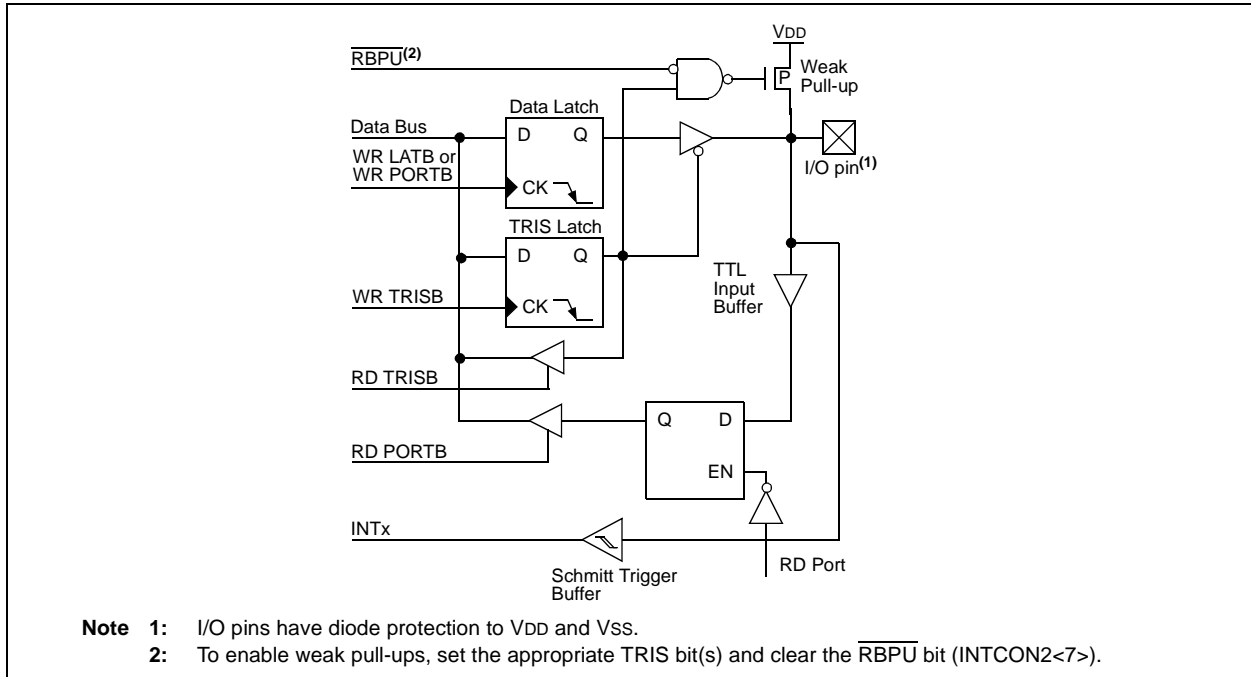 VDD
RBPU(2)
P
Weak
Pull-up
Data Latch
Data Bus
D Q
WR LATB or
WR PORTB
CK
I/O pin(1)
TRIS Latch
D Q
TTL
Input
Buffer
WR TRISB
CK
RD TRISB
Q D
RD PORTB
EN
INTx
RD Port
Schmitt Trigger
Buffer
Note 1: I/O pins have diode protection to VDD and VSS.
2: To enable weak pull-ups, set the appropriate TRIS bit(s) and clear the RBPU bit (INTCON2<7>).